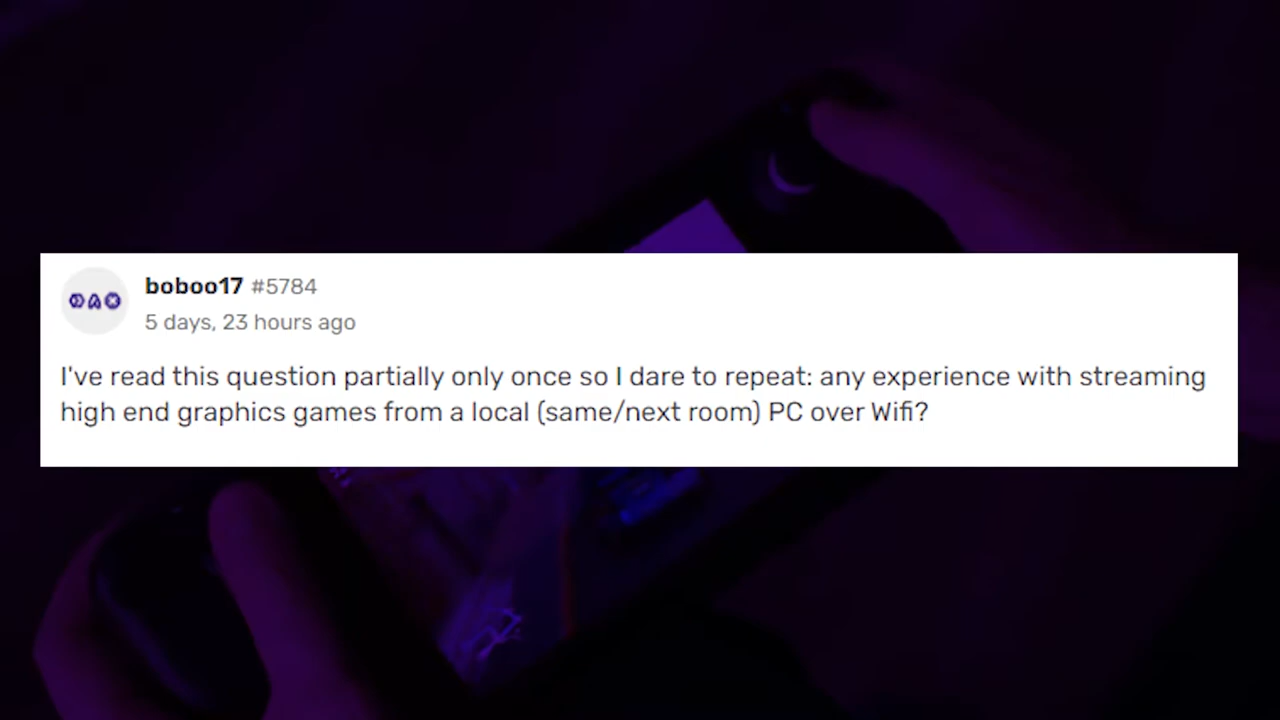 boboo17 #5784
5 days, 23 hours ago
I've read this question partially only once so I dare to repeat: any experience with streaming
high end graphics games from a local (same/next room) PC over Wifi?